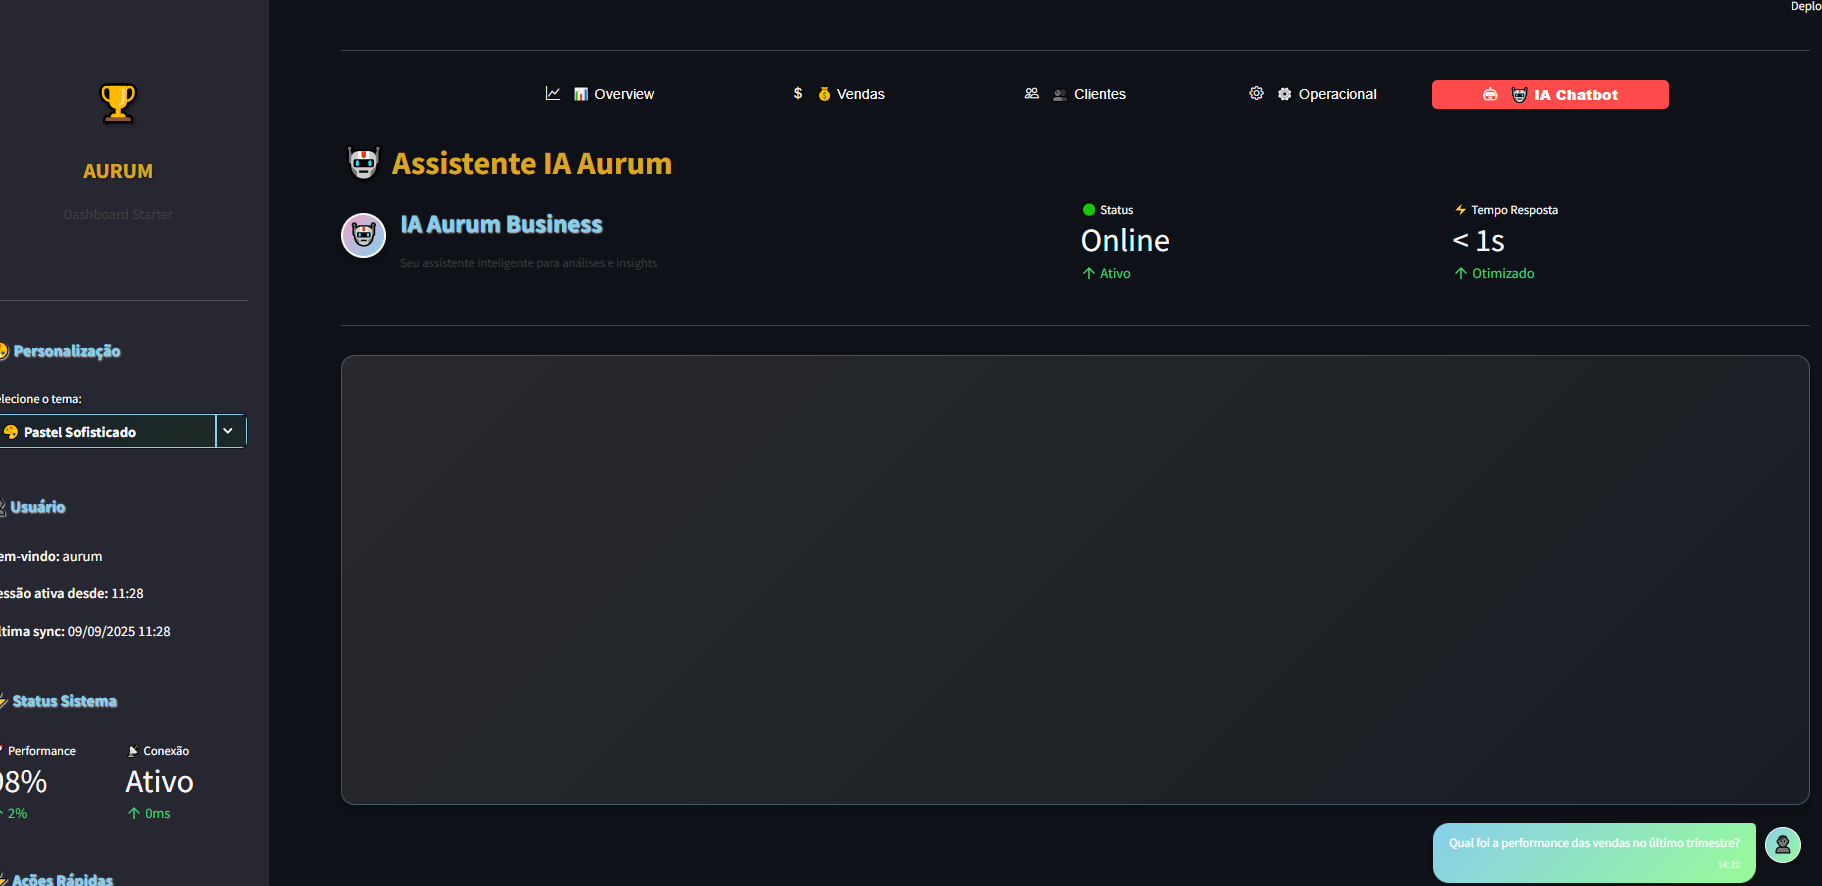 Deplo
AURUM
Dashboard Starter
Personalização
elecione o tema:
Pastel Sofisticado
Usuário
em-vindo: aurum
essão ativa desde: 11:28
ltima sync: 09/09/2025 11:28
Status Sistema
Performance
98%
2%
Conexão
Ativo
0ms
Ações Rápidas
Overview
$ Vendas
Clientes
Operacional
IA Chatbot
Assistente IA Aurum
IA Aurum Business
Seu assistente inteligente para análises e insights
Status
Online
Ativo
Tempo Resposta
< 1s
Otimizado
Qual foi a performance das vendas no último trimestre?
14:32